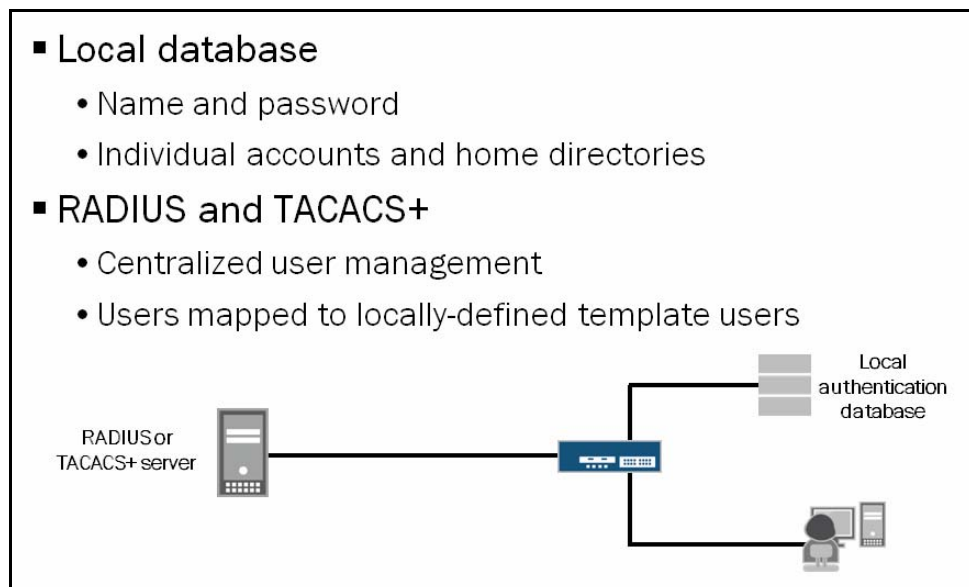 ▪ Local database
• Name and password
• Individual accounts and home directories
▪ RADIUS and TACACS+
• Centralized user management
• Users mapped to locally-defined template users
Local
authentication
database
RADIUS or
TACACS+ server